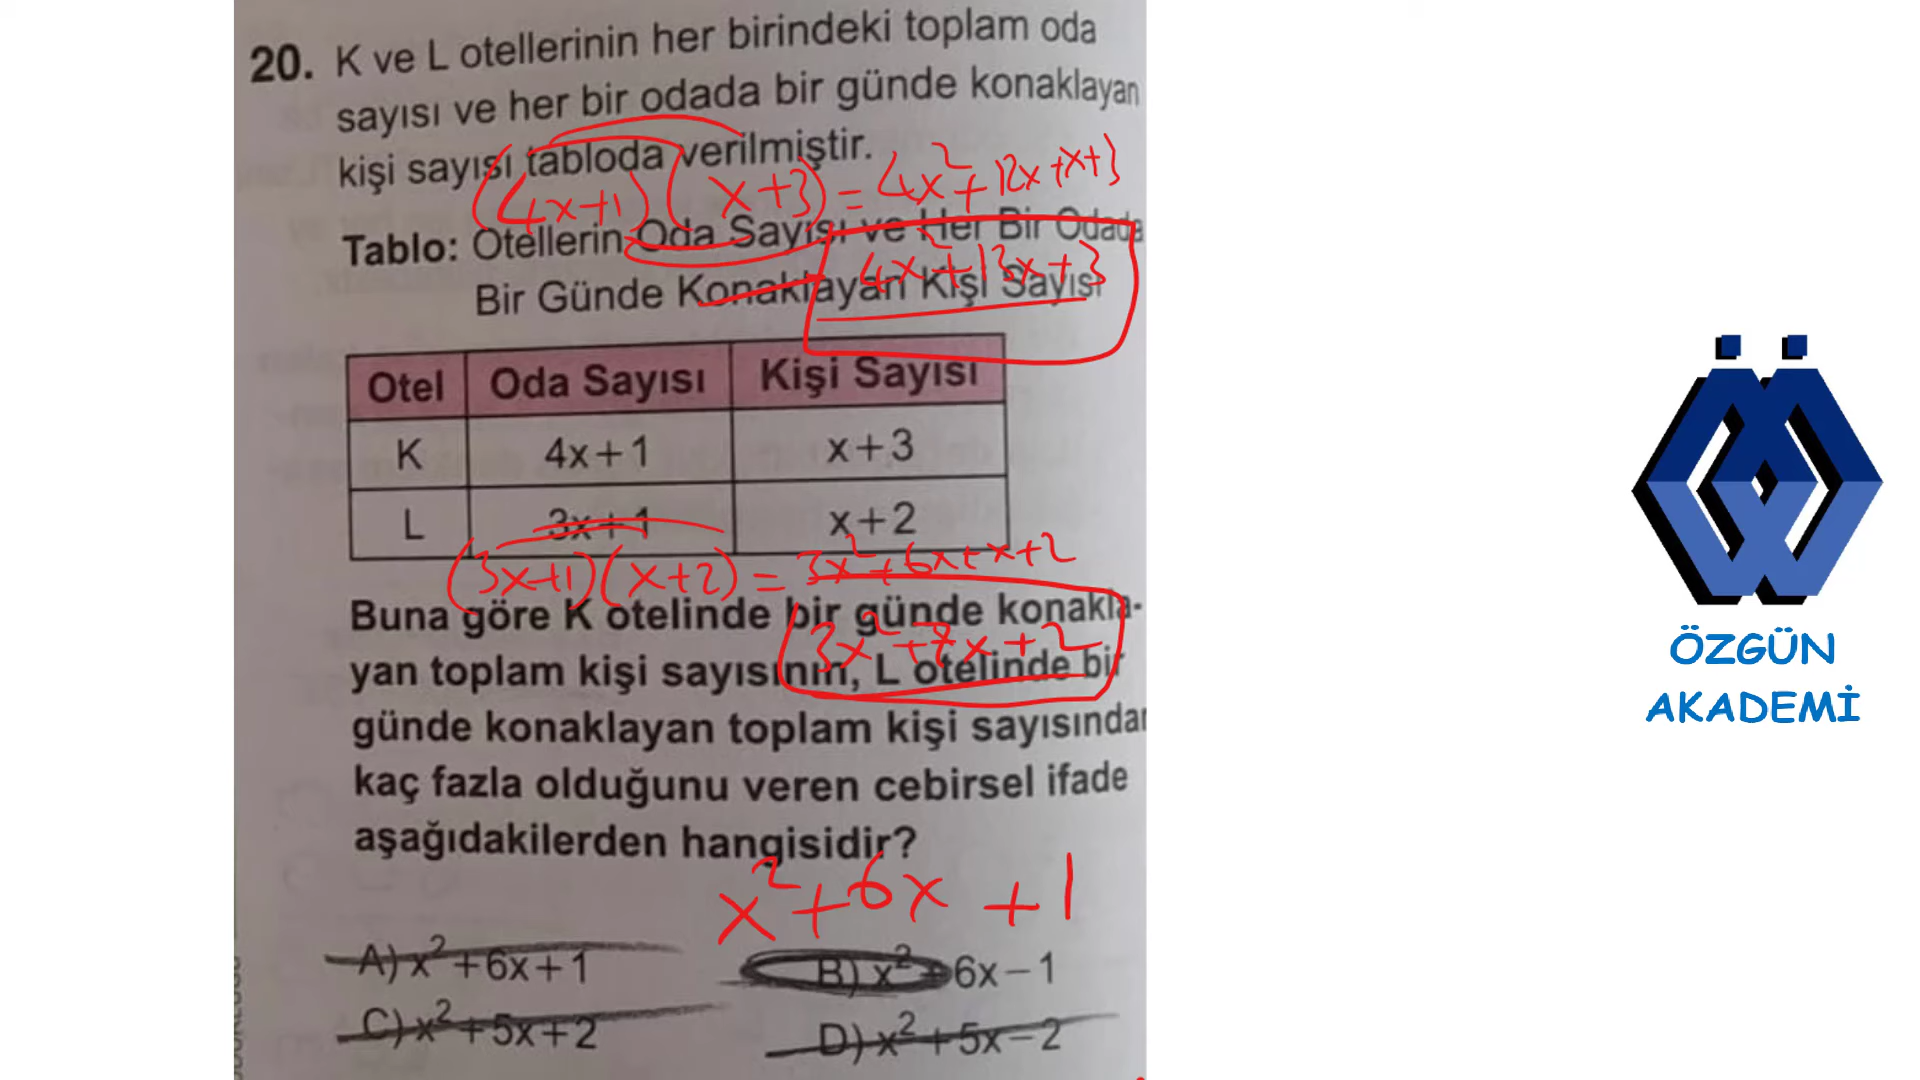 20. K ve L otellerinin her birindeki toplam oda
sayısı ve her bir odada bir günde konaklayan
kişi sayısı tabloda verilmiştir.
(4x+1)(x+3)=4x²+12x+x+3
Tablo: Otellerin Oda Sayısı ve Her Bir Odada
4x²+13x+3
Bir Günde Konaklayan Kişi Sayısı
Otel Oda Sayısı Kişi Sayısı
K 4x+1 x+3
L 3x+1 x+2
(3x+1)(x+2)=3x²+6x+x+2
Buna göre K otelinde bir günde konakla-
3x²+7x+2
yan toplam kişi sayısının, L otelinde bir
günde konaklayan toplam kişi sayısından
kaç fazla olduğunu veren cebirsel ifade
aşağıdakilerden hangisidir?
x²+6x+1
A) x²+6x+1 B) x²+6x-1
C) x²+5x+2 D) x²+5x-2
ÖZGÜN
AKADEMİ